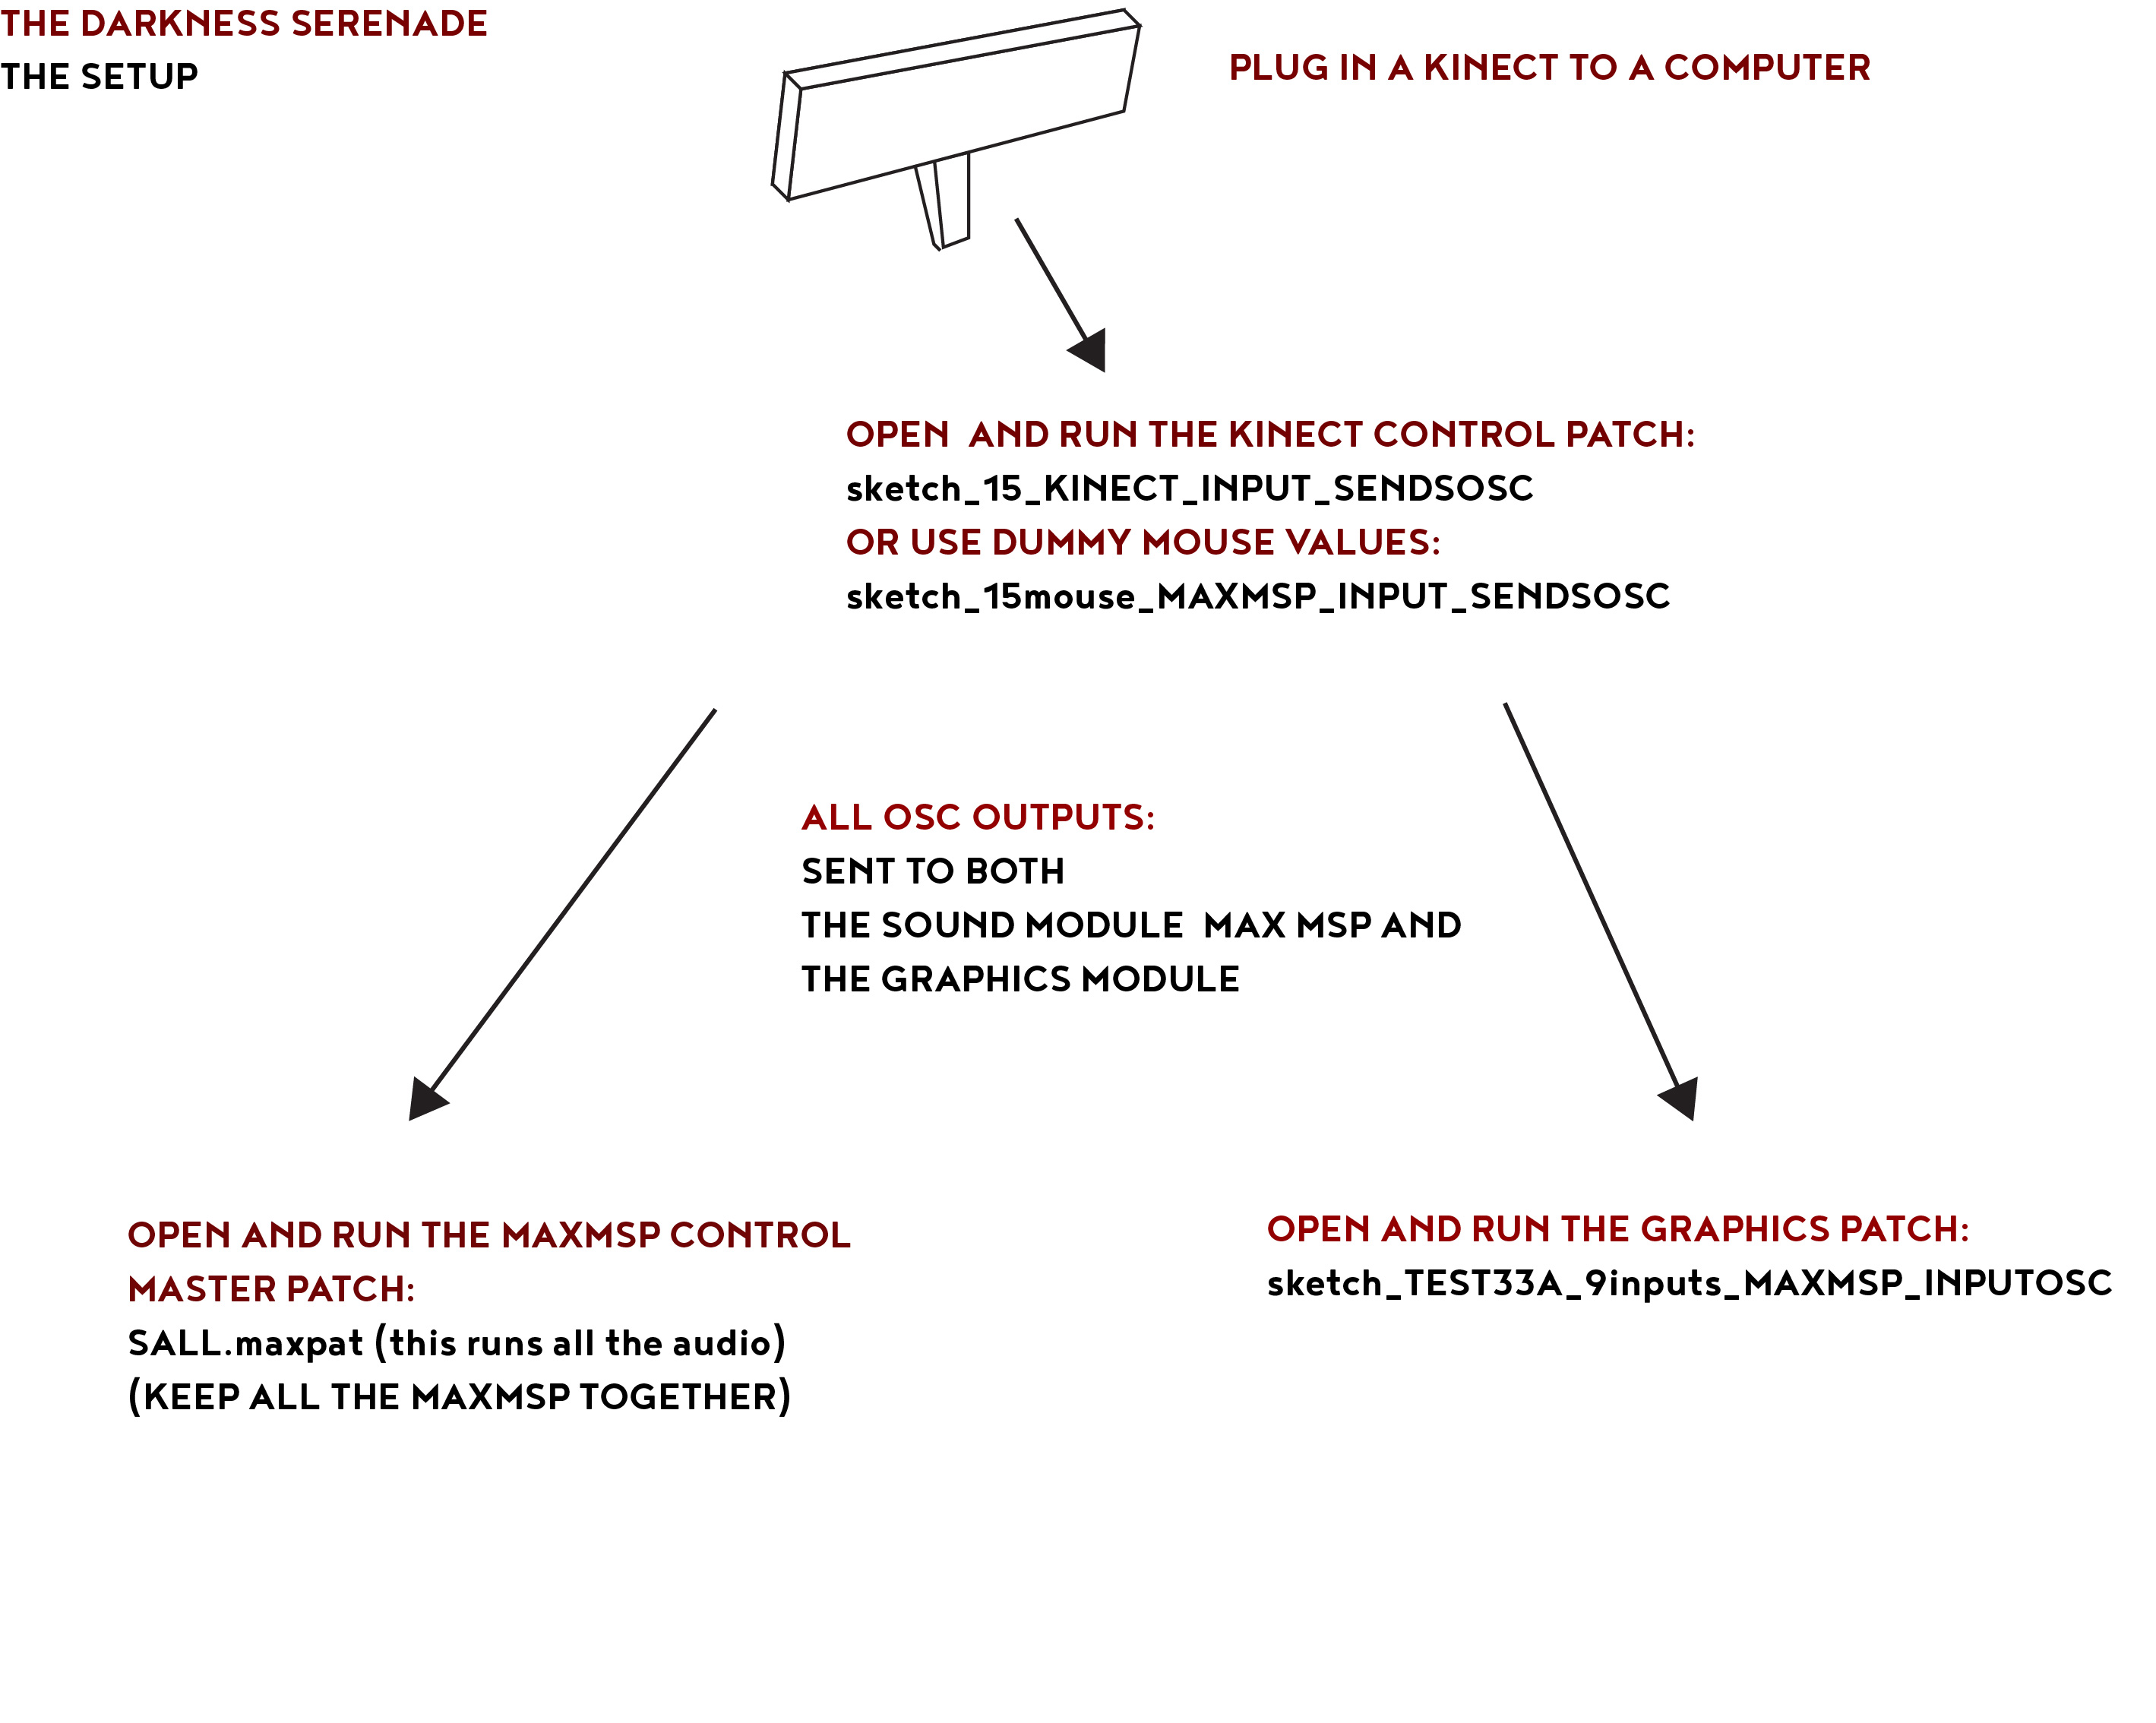 THE DARKNESS SERENADE
THE SETUP
PLUG IN A KINECT TO A COMPUTER
OPEN  AND RUN THE KINECT CONTROL PATCH:
sketch_15_KINECT_INPUT_SENDSOSC
OR USE DUMMY MOUSE VALUES:
sketch_15mouse_MAXMSP_INPUT_SENDSOSC
ALL OSC OUTPUTS:
SENT TO BOTH
THE SOUND MODULE  MAX MSP AND
THE GRAPHICS MODULE
OPEN AND RUN THE MAXMSP CONTROL
MASTER PATCH:
SALL.maxpat (this runs all the audio)
(KEEP ALL THE MAXMSP TOGETHER)
OPEN AND RUN THE GRAPHICS PATCH:
sketch_TEST33A_9inputs_MAXMSP_INPUTOSC